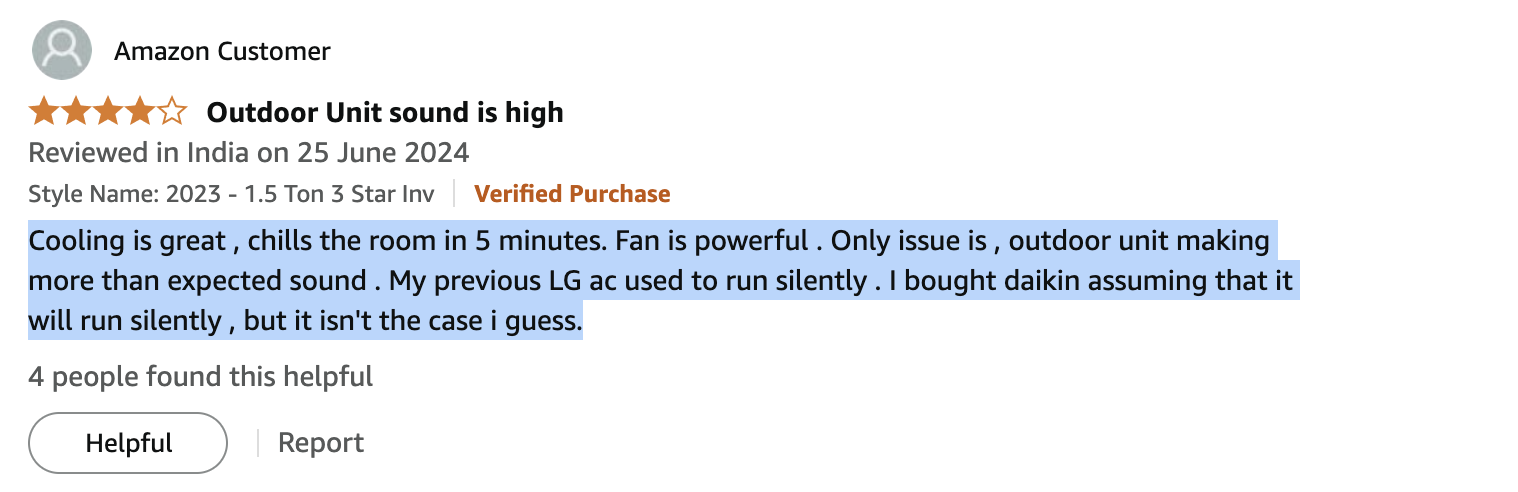 Amazon Customer
Outdoor Unit sound is high
Reviewed in India on 25 June 2024
Style Name: 2023 - 1.5 Ton 3 Star Inv Verified Purchase
Cooling is great , chills the room in 5 minutes. Fan is powerful . Only issue is , outdoor unit making
more than expected sound . My previous LG ac used to run silently . I bought daikin assuming that it
will run silently , but it isn't the case i guess.
4 people found this helpful
Helpful Report